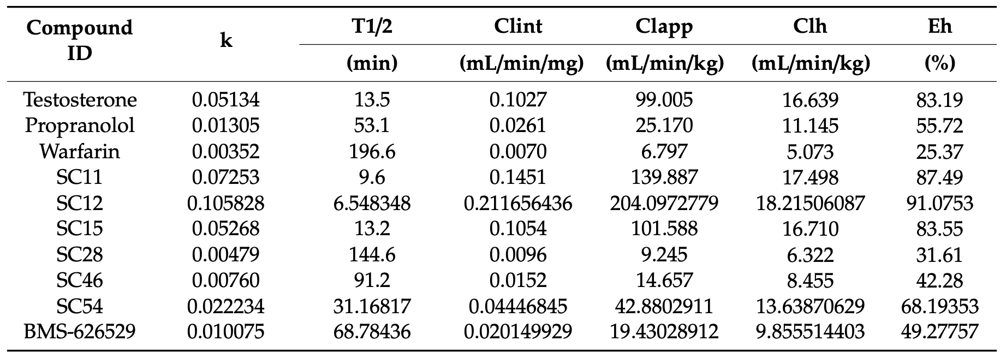 Compound ID k T1/2 Clint Clapp Clh Eh
(min) (mL/min/mg) (mL/min/kg) (mL/min/kg) (%)
Testosterone 0.05134 13.5 0.1027 99.005 16.639 83.19
Propranolol 0.01305 53.1 0.0261 25.170 11.145 55.72
Warfarin 0.00352 196.6 0.0070 6.797 5.073 25.37
SC11 0.07253 9.6 0.1451 139.887 17.498 87.49
SC12 0.105828 6.548348 0.211656436 204.0972779 18.21506087 91.0753
SC15 0.05268 13.2 0.1054 101.588 16.710 83.55
SC28 0.00479 144.6 0.0096 9.245 6.322 31.61
SC46 0.00760 91.2 0.0152 14.657 8.455 42.28
SC54 0.022234 31.16817 0.04446845 42.8802911 13.63870629 68.19353
BMS-626529 0.010075 68.78436 0.020149929 19.43028912 9.855514403 49.27757